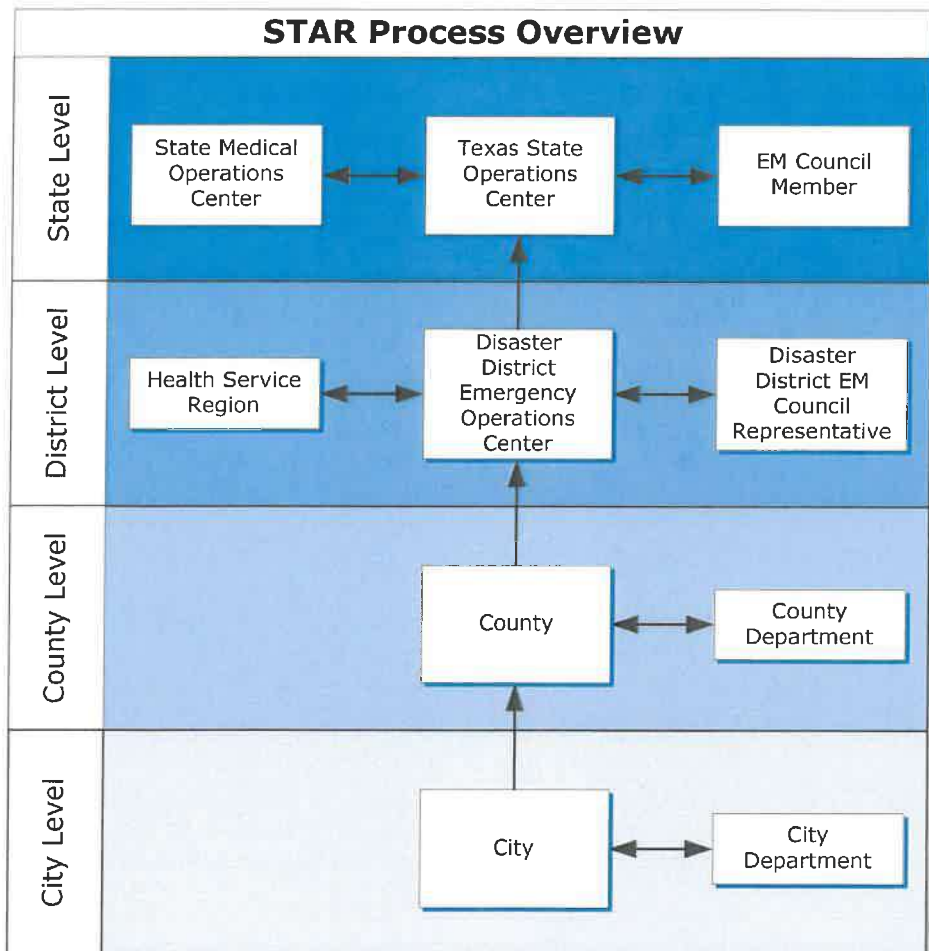 STAR Process Overview
State Level
State Medical
Operations
Center
Texas State
Operations
Center
EM Council
Member
District Level
Health Service
Region
Disaster
District
Emergency
Operations
Center
Disaster
District EM
Council
Representative
County Level
County
County
Department
City Level
City
City
Department